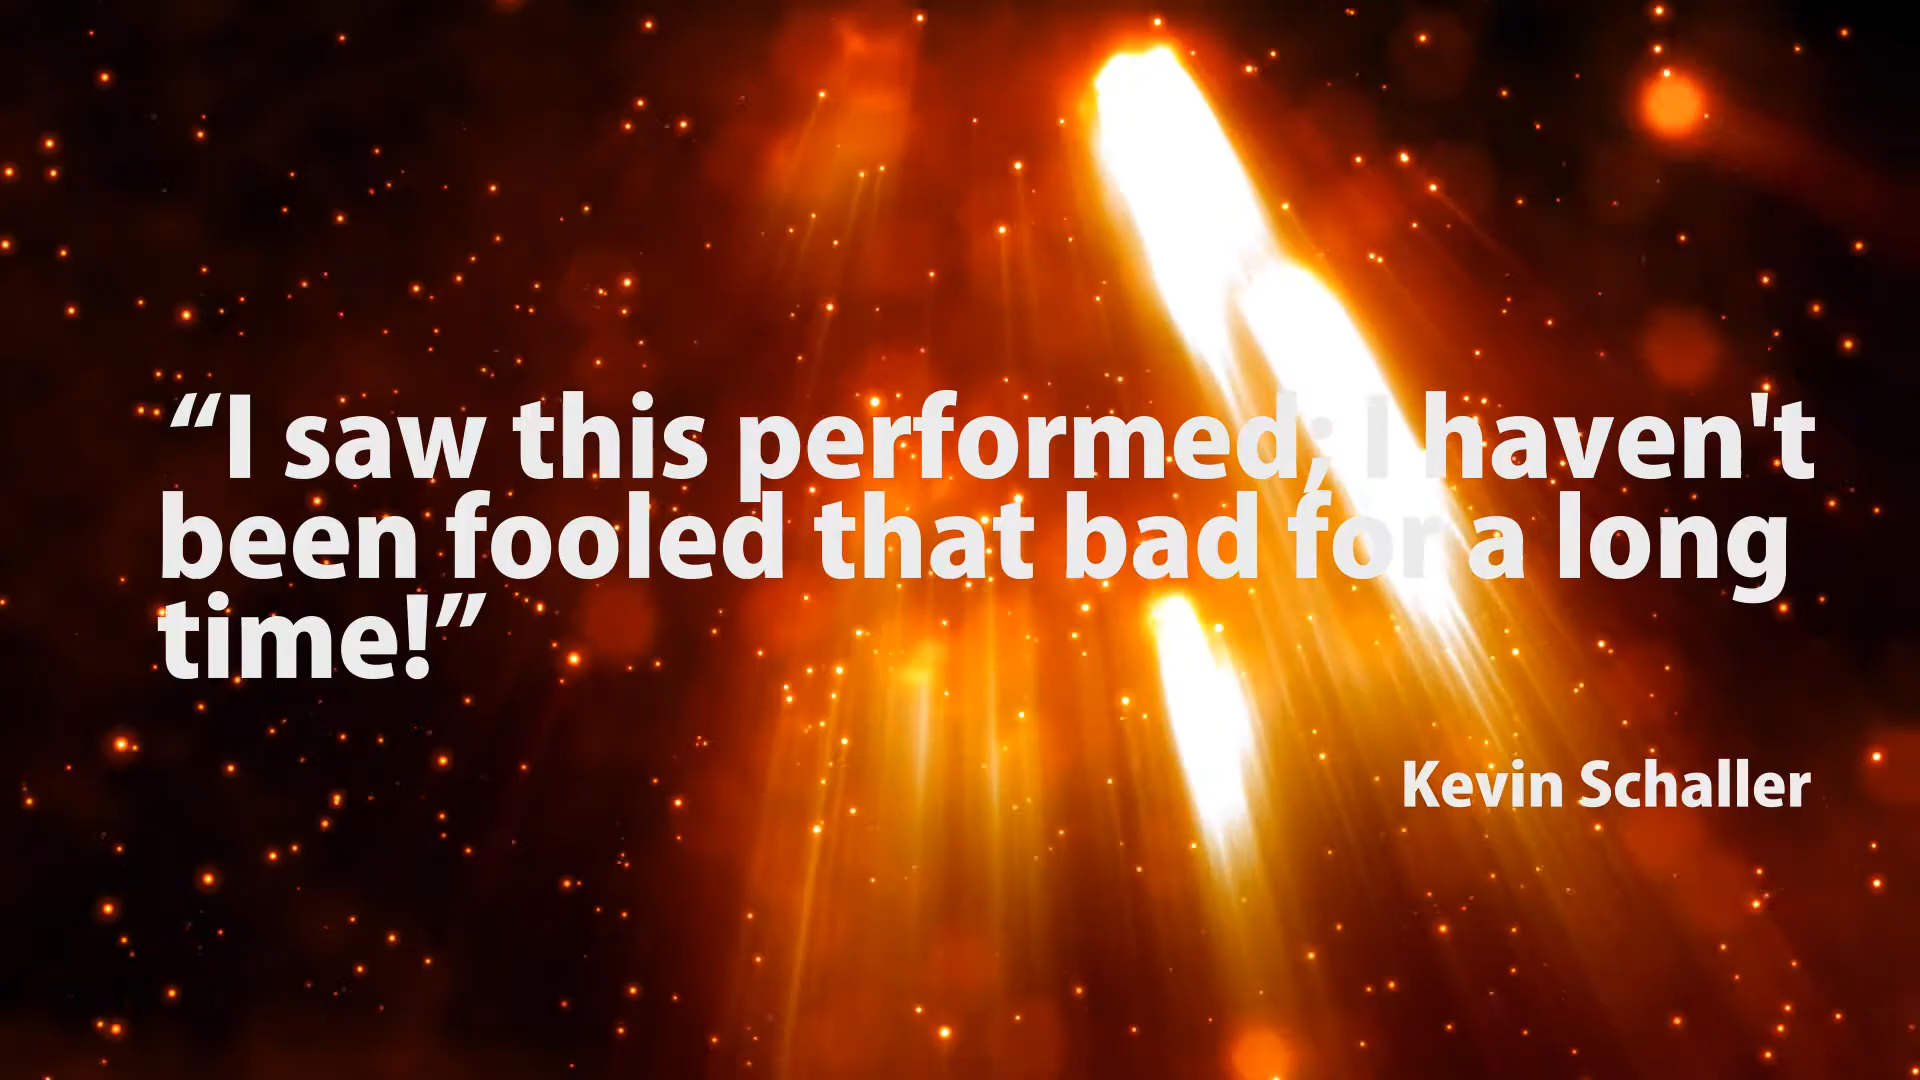 “I saw this performed; I haven't
been fooled that bad for a long
time!”
Kevin Schaller